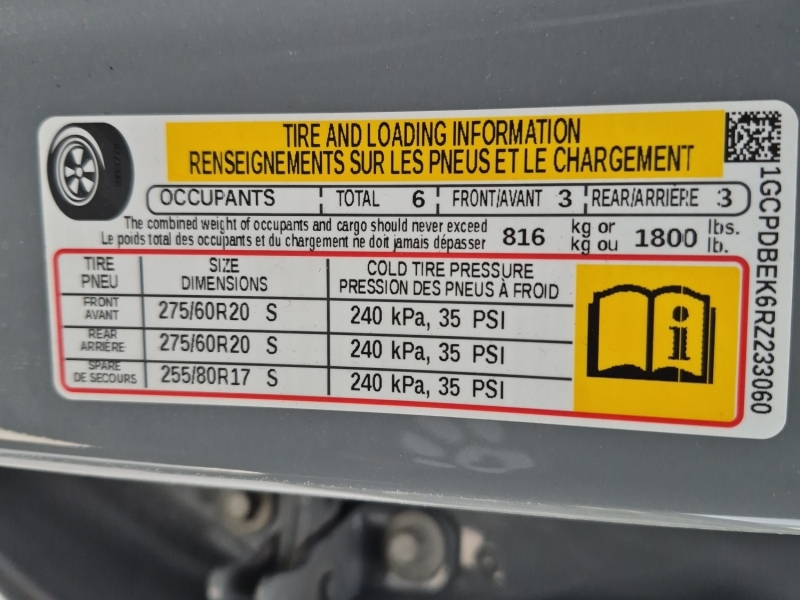 TIRE AND LOADING INFORMATION
RENSEIGNEMENTS SUR LES PNEUS ET LE CHARGEMENT
OCCUPANTS TOTAL 6 FRONT/AVANT 3 REAR/ARRIÈRE 3
The combined weight of occupants and cargo should never exceed 816 kg or 1800 lbs.
Le poids total des occupants et du chargement ne doit jamais dépasser kg ou lb.
TIRE SIZE COLD TIRE PRESSURE
PNEU DIMENSIONS PRESSION DES PNEUS À FROID
FRONT
AVANT 275/60R20 S 240 kPa, 35 PSI
REAR
ARRIÈRE 275/60R20 S 240 kPa, 35 PSI
SPARE
DE SECOURS 255/80R17 S 240 kPa, 35 PSI
i
1GCPDBEK6RZ233060